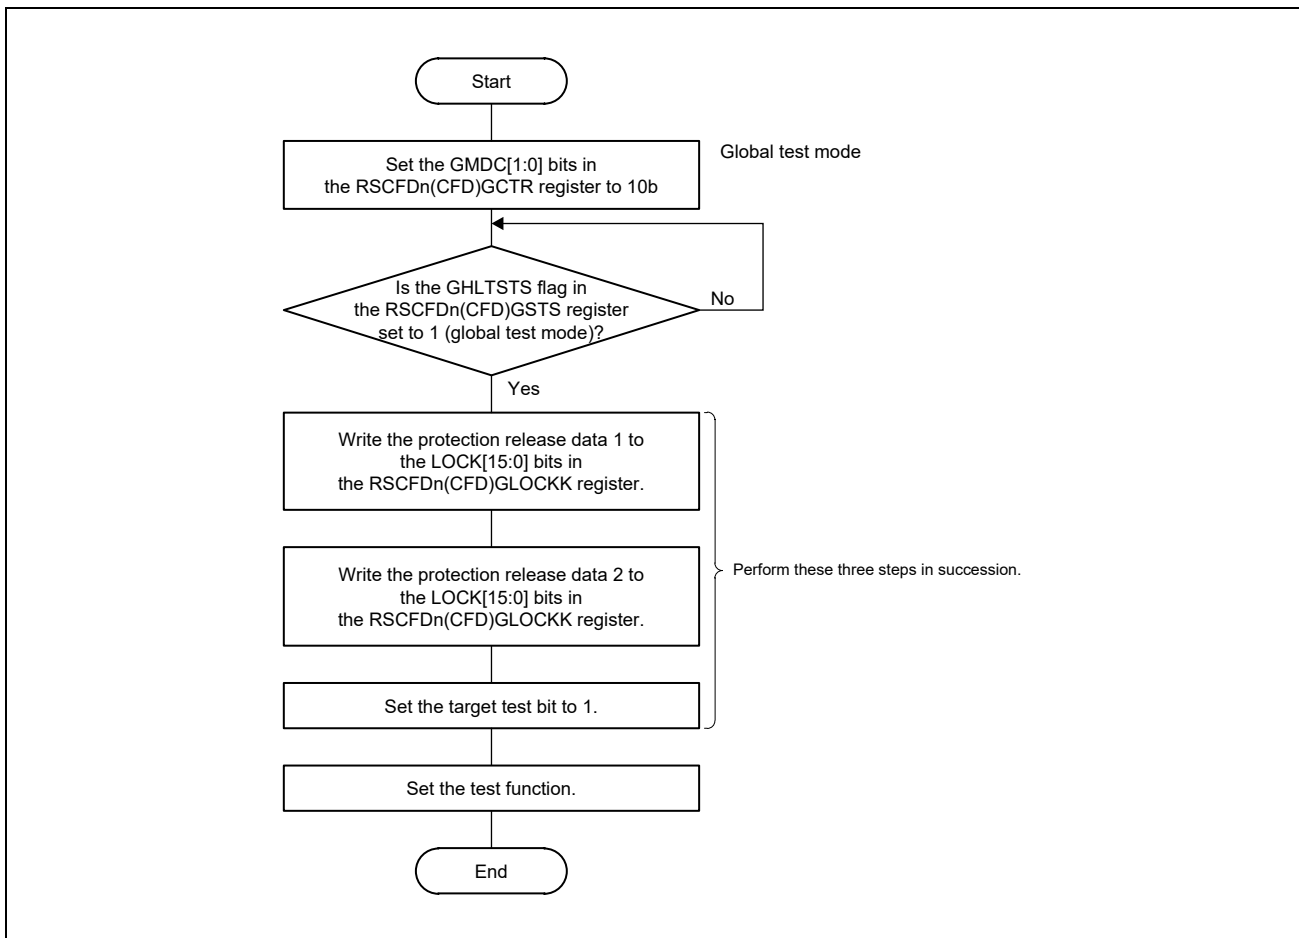 Start
Set the GMDC[1:0] bits in
the RSCFDn(CFD)GCTR register to 10b
Global test mode
Is the GHLTSTS flag in
the RSCFDn(CFD)GSTS register
set to 1 (global test mode)?
No
Yes
Write the protection release data 1 to
the LOCK[15:0] bits in
the RSCFDn(CFD)GLOCKK register.
Write the protection release data 2 to
the LOCK[15:0] bits in
the RSCFDn(CFD)GLOCKK register.
Perform these three steps in succession.
Set the target test bit to 1.
Set the test function.
End